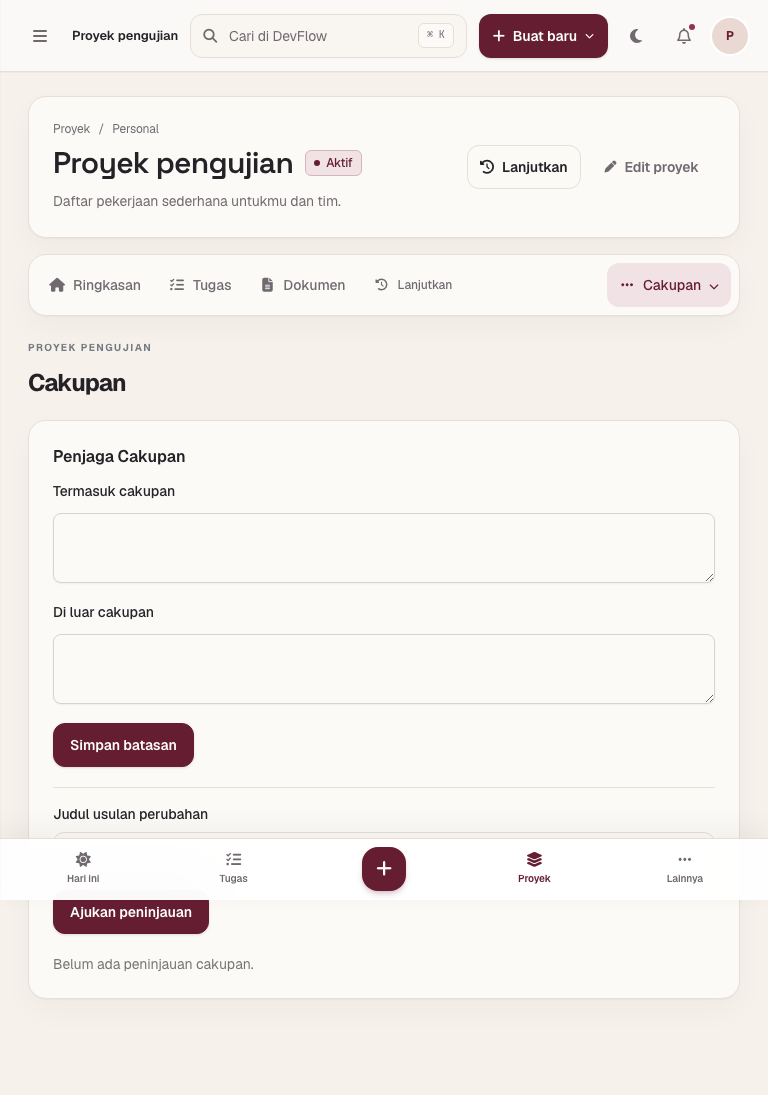 Proyek pengujian
Cari di DevFlow
⌘ K
Buat baru
P
Proyek / Personal
Proyek pengujian
Aktif
Daftar pekerjaan sederhana untukmu dan tim.
Lanjutkan
Edit proyek
Ringkasan
Tugas
Dokumen
Lanjutkan
Cakupan
PROYEK PENGUJIAN
Cakupan
Penjaga Cakupan
Termasuk cakupan
Di luar cakupan
Simpan batasan
Judul usulan perubahan
Hari ini
Tugas
Proyek
Lainnya
Ajukan peninjauan
Belum ada peninjauan cakupan.